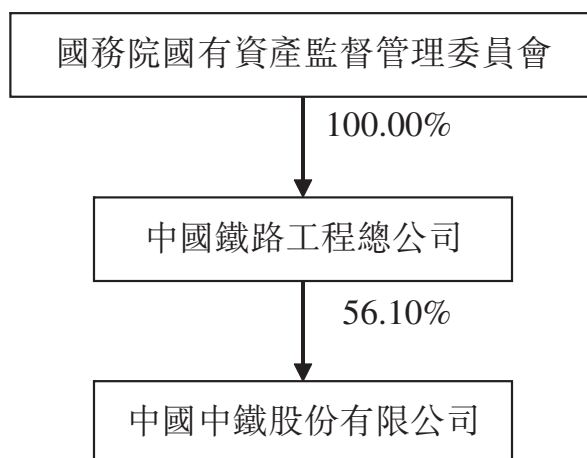 國務院國有資產監督管理委員會
100.00%
中國鐵路工程總公司
56.10%
中國中鐵股份有限公司